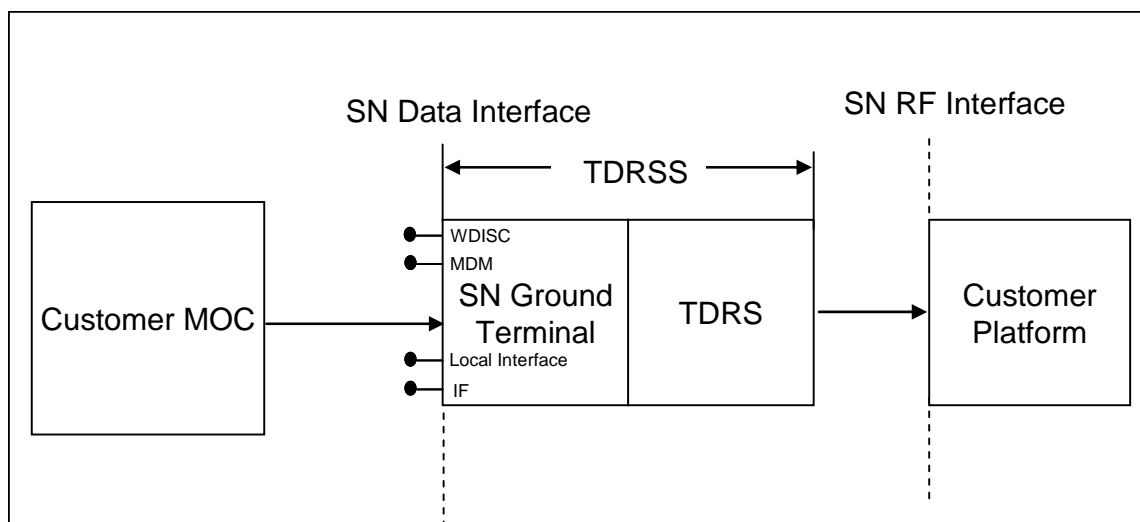 SN Data Interface
SN RF Interface
TDRSS
Customer MOC
WDISC
MDM
SN Ground
Terminal
Local Interface
IF
TDRS
Customer
Platform